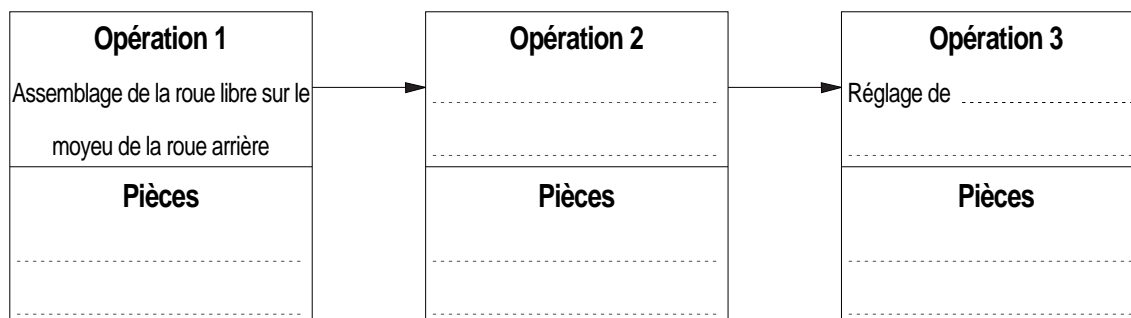 Opération 1
Assemblage de la roue libre sur le
moyeu de la roue arrière
Pièces
Opération 2
Pièces
Opération 3
Réglage de
Pièces